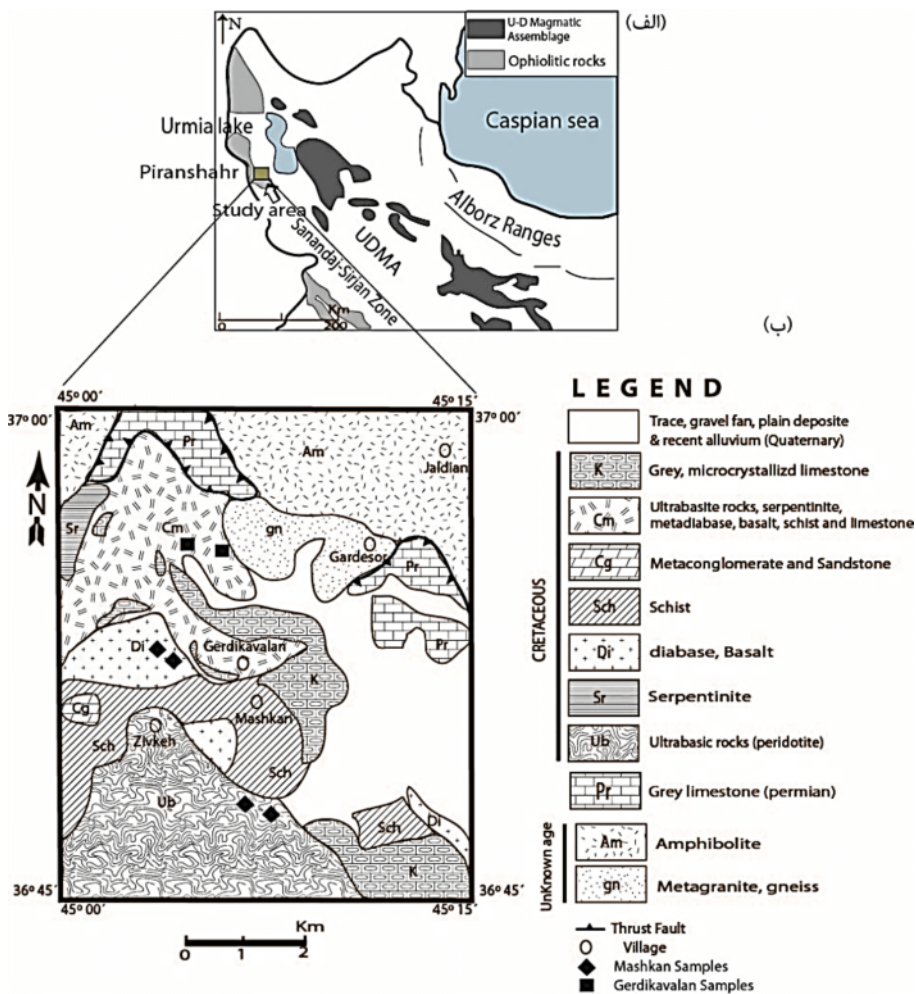 (الف)
N
U-D Magmatic
Assemblage
Ophiolitic rocks
Urmia lake
Caspian sea
Piranshahr
Study area
Alborz Ranges
UDMA
Sanandaj-Sirjan Zone
Km
0
200
(ب)
45° 00´
45° 15´
37° 00´
37° 00´
Am
Pr
Am
Jaldian
N
Sr
Cm
gn
Gardesor
Pr
Pr
Di
Gerdikavalan
K
Cg
Mashkan
Sch
Zivkeh
Sch
Ub
Sch
Di
K
36° 45´
36° 45´
45° 00´
45° 15´
Km
0 1 2
LEGEND
Trace, gravel fan, plain deposite
& recent alluvium (Quaternary)
CRETACEOUS
K Grey, microcrystallizd limestone
Cm Ultrabasite rocks, serpentinite,
metadiabase, basalt, schist and limestone
Cg Metaconglomerate and Sandstone
Sch Schist
Di diabase, Basalt
Sr Serpentinite
Ub Ultrabasic rocks (peridotite)
Pr Grey limestone (permian)
Unknown age
Am Amphibolite
gn Metagranite, gneiss
Thrust Fault
Village
Mashkan Samples
Gerdikavalan Samples